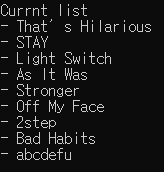 Currnt list
- That's Hilarious
- STAY
- Light Switch
- As It Was
- Stronger
- Off My Face
- 2step
- Bad Habits
- abcdefu